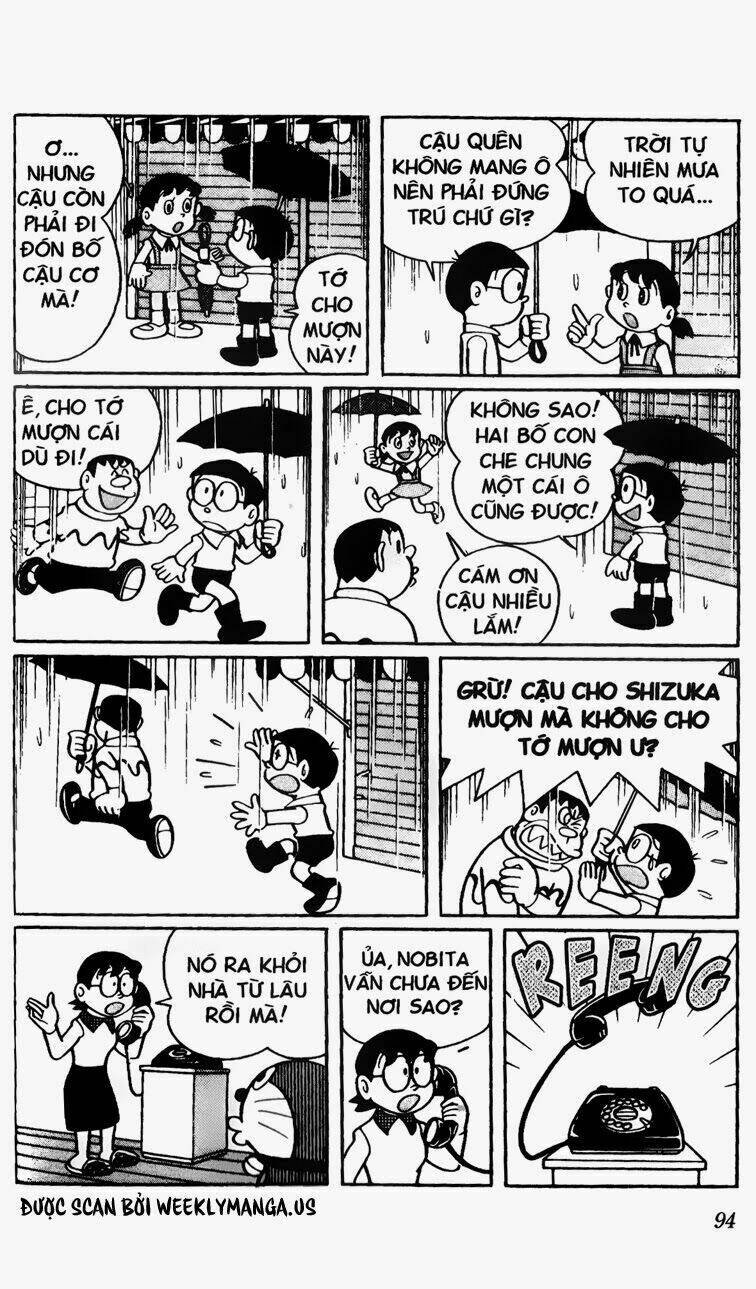 TRỜI TỰ
NHIÊN MƯA
TO QUÁ...
CẬU QUÊN
KHÔNG MANG Ô
NÊN PHẢI ĐỨNG
TRÚ CHỨ GÌ?
TỚ
CHO
MƯỢN
NÀY!
Ơ...
NHƯNG
CẬU CÒN
PHẢI ĐI
ĐÓN BỐ
CẬU CƠ
MÀ!
KHÔNG SAO!
HAI BỐ CON
CHE CHUNG
MỘT CÁI Ô
CŨNG ĐƯỢC!
CÁM ƠN
CẬU NHIỀU
LẮM!
Ê, CHO TỚ
MƯỢN CÁI
DÙ ĐI!
GRỪ! CẬU CHO SHIZUKA
MƯỢN MÀ KHÔNG CHO
TỚ MƯỢN Ư?
REENG
ỦA, NOBITA
VẤN CHƯA ĐẾN
NƠI SAO?
NÓ RA KHỎI
NHÀ TỪ LÂU
RỒI MÀ!
ĐƯỢC SCAN BỞI WEEKLYMANGA.US
94